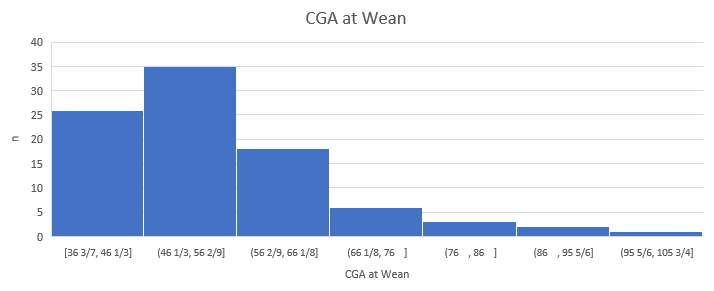 CGA at Wean
40
35
30
25
20
15
10
5
0
n
[36 3/7, 46 1/3] (46 1/3, 56 2/9] (56 2/9, 66 1/8] (66 1/8, 76 ] (76 , 86 ] (86 , 95 5/6] (95 5/6, 105 3/4]
CGA at Wean